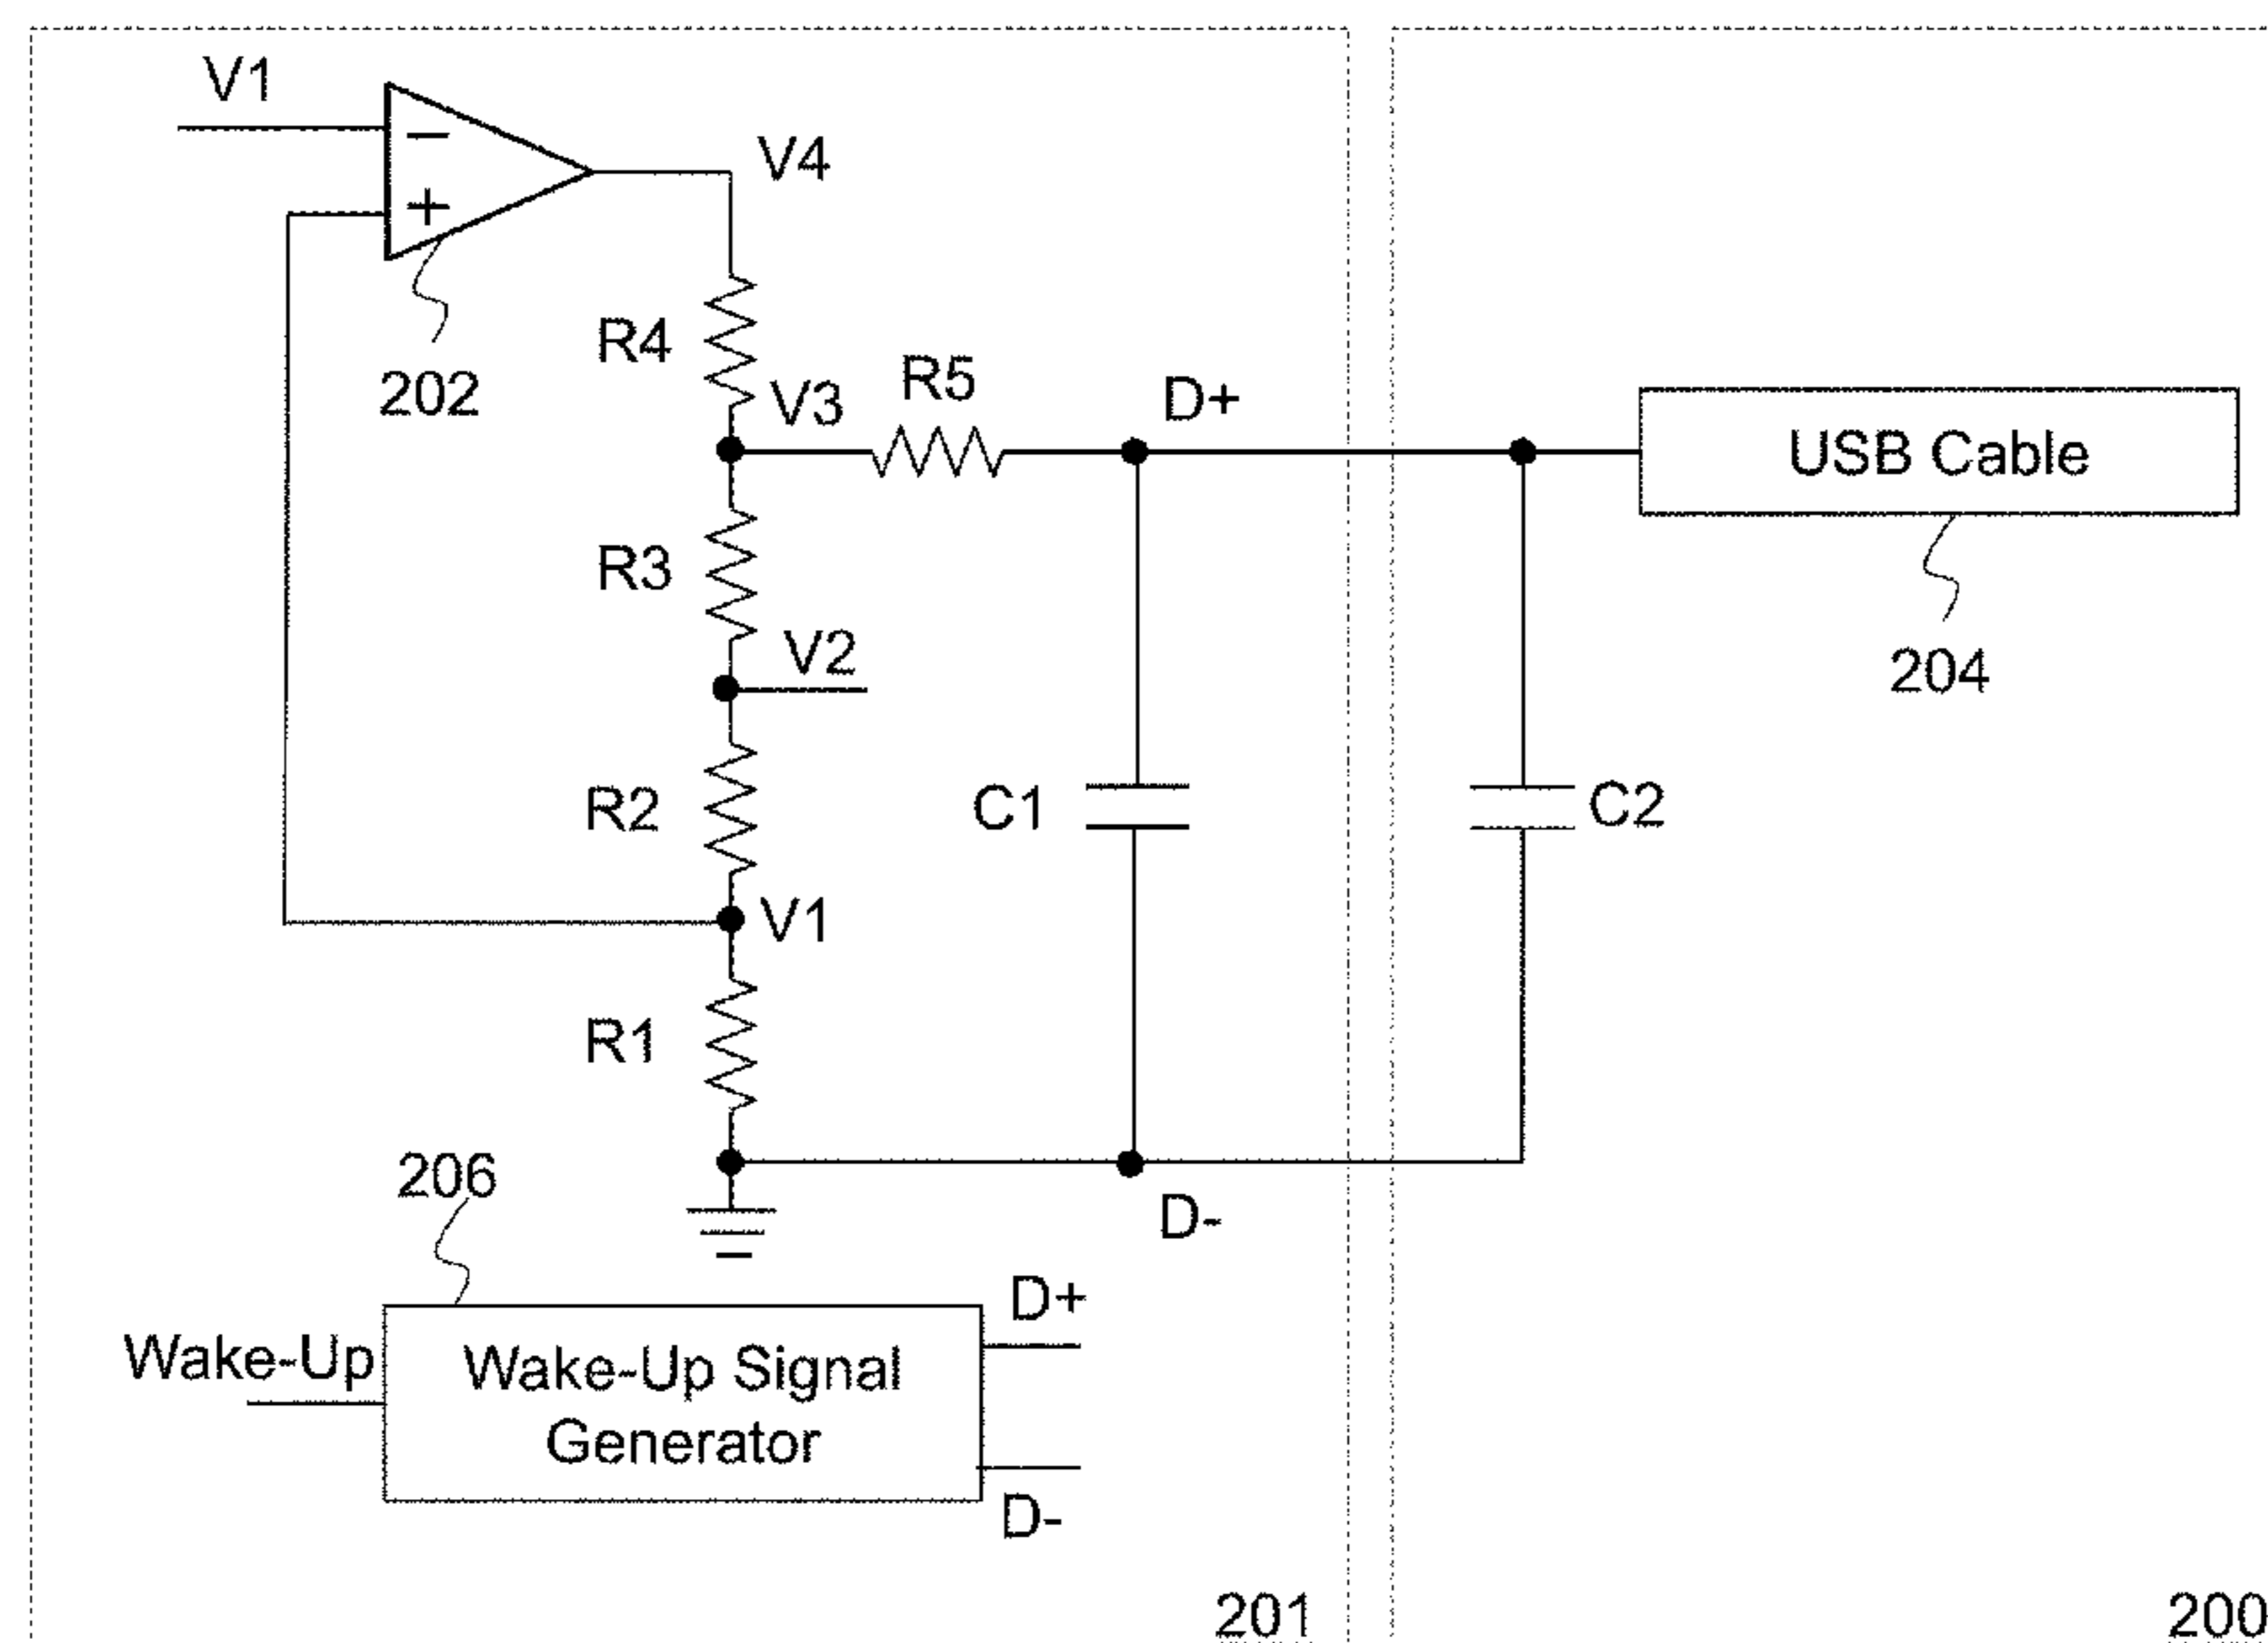 V1
−
+
V4
202
R4
V3
R5
D+
USB Cable
204
R3
V2
R2
C1
C2
V1
R1
206
D-
Wake-Up
Wake-Up Signal
Generator
D+
D-
201
200